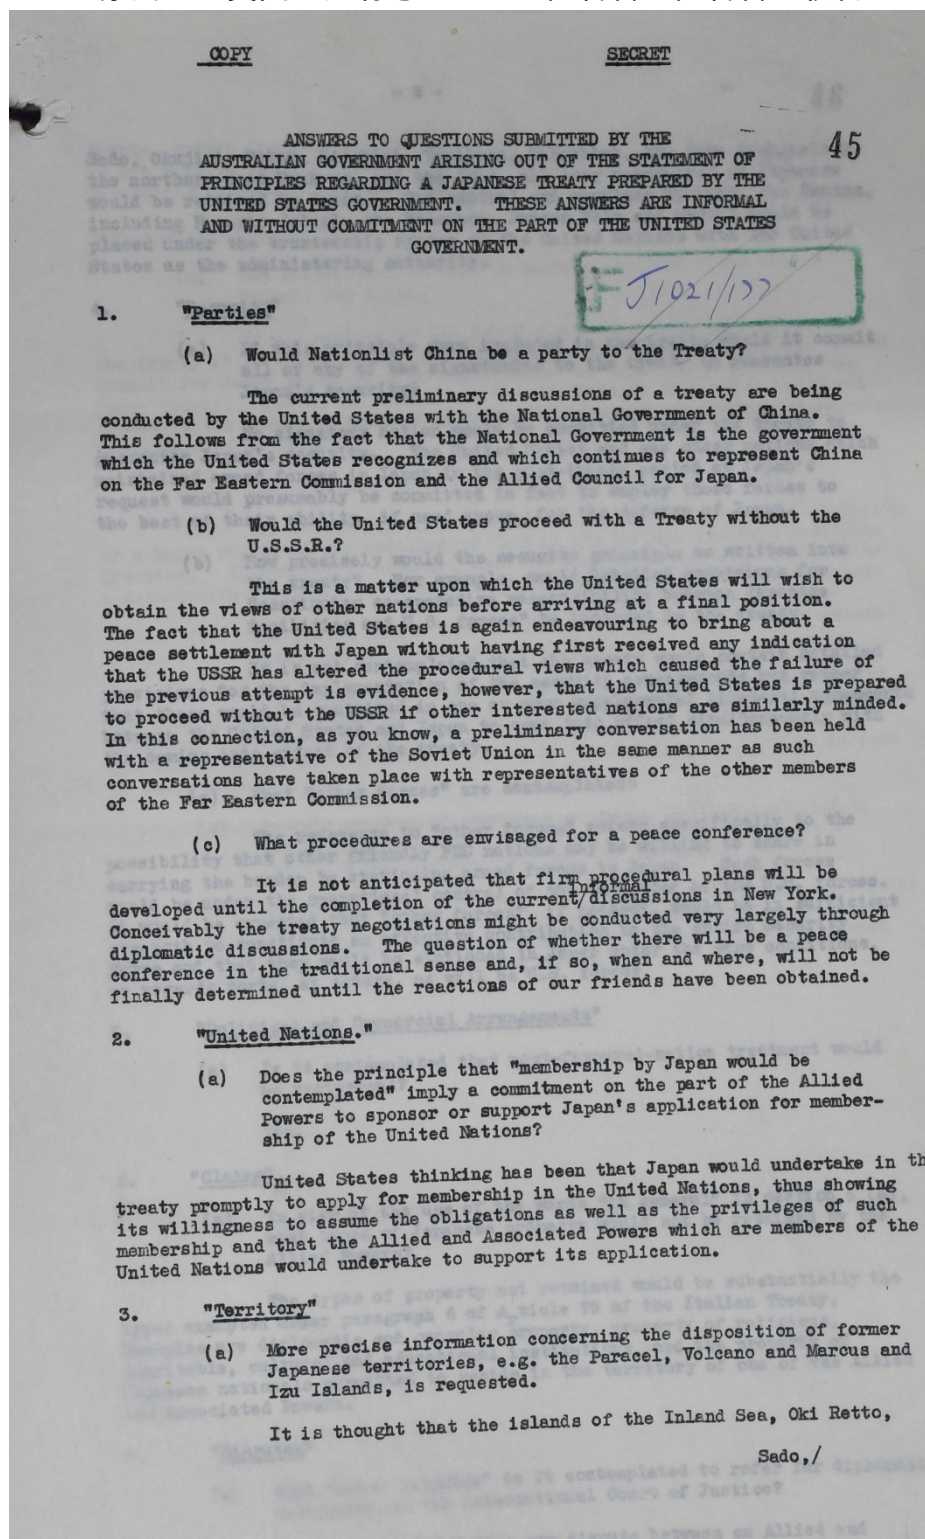 COPY
SECRET
45
ANSWERS TO QUESTIONS SUBMITTED BY THE
AUSTRALIAN GOVERNMENT ARISING OUT OF THE STATEMENT OF
PRINCIPLES REGARDING A JAPANESE TREATY PREPARED BY THE
UNITED STATES GOVERNMENT. THESE ANSWERS ARE INFORMAL
AND WITHOUT COMMITMENT ON THE PART OF THE UNITED STATES
GOVERNMENT.
F J1021/177
1. "Parties"
(a) Would Nationlist China be a party to the Treaty?
The current preliminary discussions of a treaty are being
conducted by the United States with the National Government of China.
This follows from the fact that the National Government is the government
which the United States recognizes and which continues to represent China
on the Far Eastern Commission and the Allied Council for Japan.
(b) Would the United States proceed with a Treaty without the
U.S.S.R.?
This is a matter upon which the United States will wish to
obtain the views of other nations before arriving at a final position.
The fact that the United States is again endeavouring to bring about a
peace settlement with Japan without having first received any indication
that the USSR has altered the procedural views which caused the failure of
the previous attempt is evidence, however, that the United States is prepared
to proceed without the USSR if other interested nations are similarly minded.
In this connection, as you know, a preliminary conversation has been held
with a representative of the Soviet Union in the same manner as such
conversations have taken place with representatives of the other members
of the Far Eastern Commission.
(c) What procedures are envisaged for a peace conference?
It is not anticipated that firm procedural plans will be
informal
developed until the completion of the current/discussions in New York.
Conceivably the treaty negotiations might be conducted very largely through
diplomatic discussions. The question of whether there will be a peace
conference in the traditional sense and, if so, when and where, will not be
finally determined until the reactions of our friends have been obtained.
2. "United Nations."
(a) Does the principle that "membership by Japan would be
contemplated" imply a commitment on the part of the Allied
Powers to sponsor or support Japan's application for member-
ship of the United Nations?
United States thinking has been that Japan would undertake in th
treaty promptly to apply for membership in the United Nations, thus showing
its willingness to assume the obligations as well as the privileges of such
membership and that the Allied and Associated Powers which are members of the
United Nations would undertake to support its application.
3. "Territory"
(a) More precise information concerning the disposition of former
Japanese territories, e.g. the Paracel, Volcano and Marcus and
Izu Islands, is requested.
It is thought that the islands of the Inland Sea, Oki Retto,
Sado,/